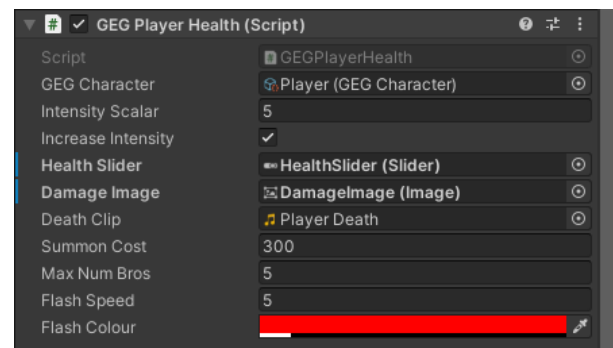 GEG Player Health (Script)
Script GEGPlayerHealth
GEG Character Player (GEG Character)
Intensity Scalar 5
Increase Intensity
Health Slider HealthSlider (Slider)
Damage Image DamageImage (Image)
Death Clip Player Death
Summon Cost 300
Max Num Bros 5
Flash Speed 5
Flash Colour